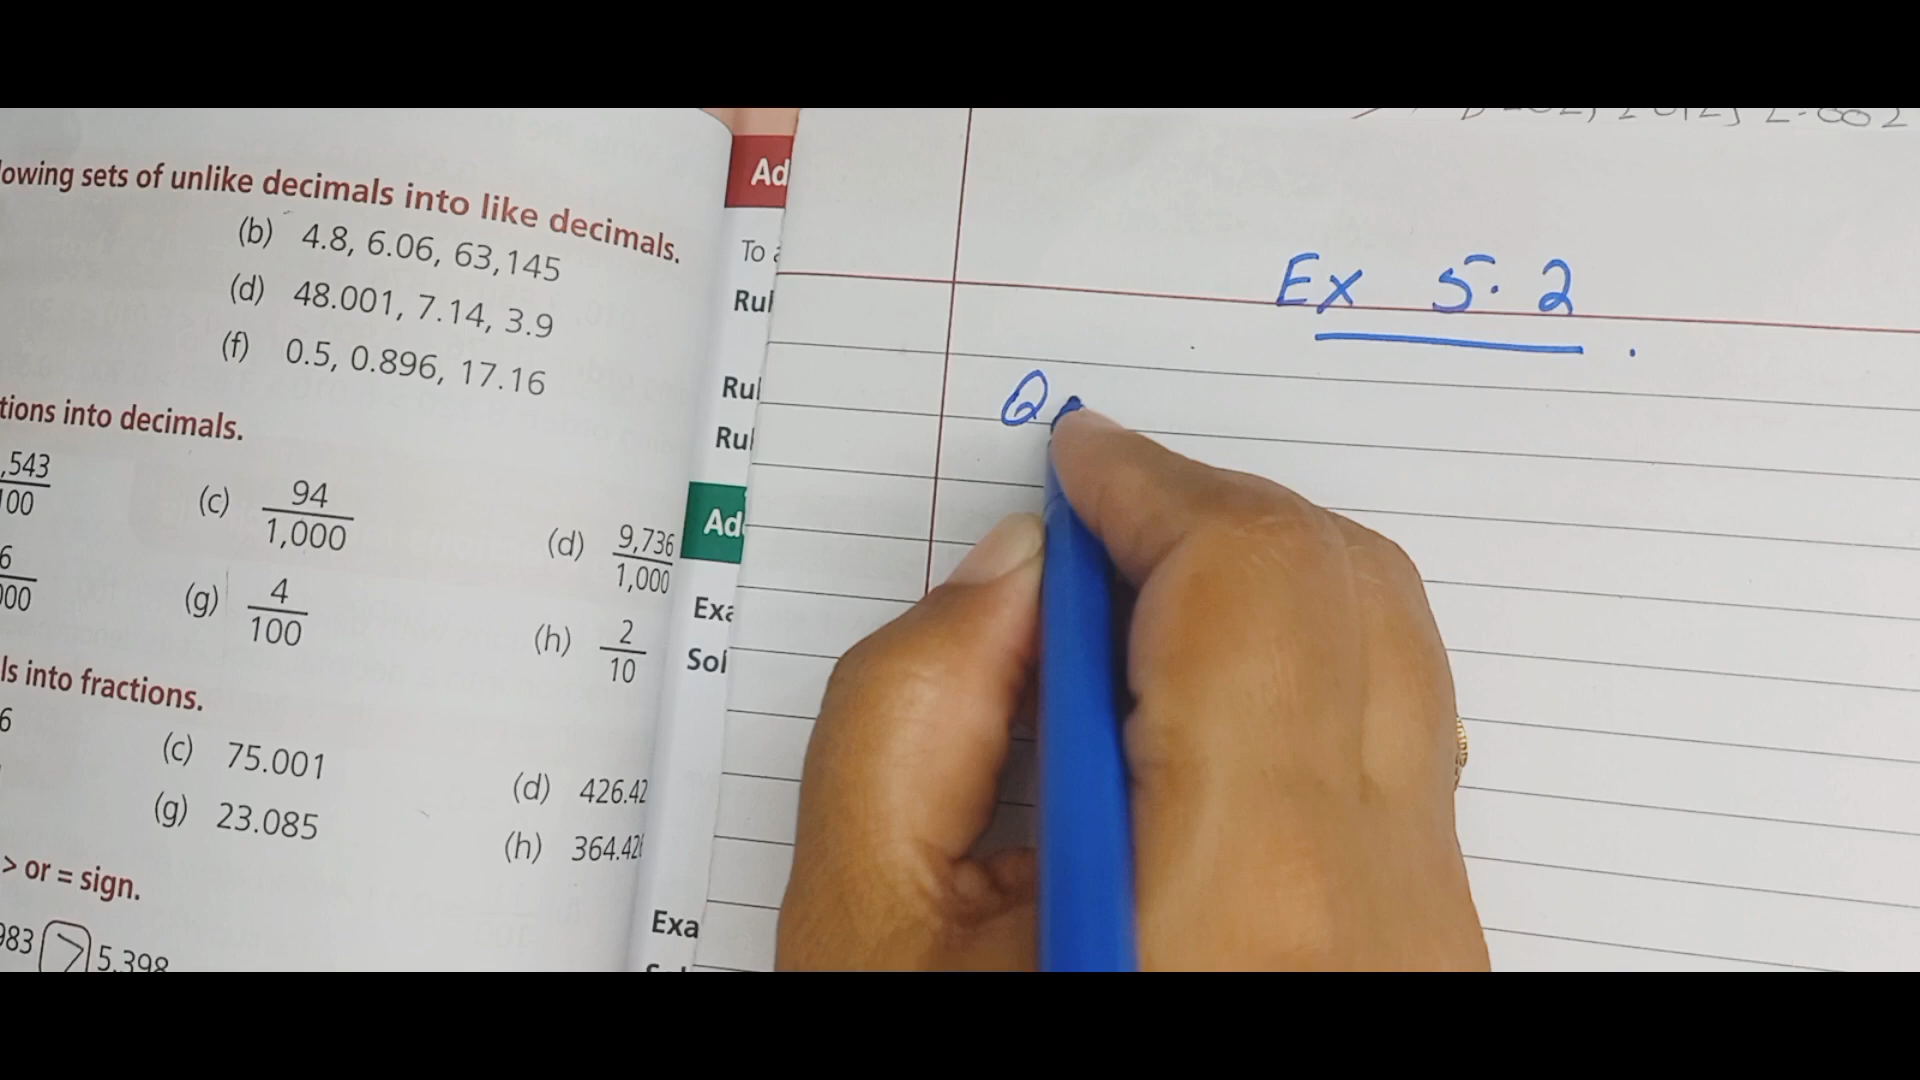 lowing sets of unlike decimals into like decimals.
(b) 4.8, 6.06, 63,145
(d) 48.001, 7.14, 3.9
(f) 0.5, 0.896, 17.16
tions into decimals.
,543
100
(c) 94
1,000
(d) 9,736
1,000
6
000
(g) 4
100
(h) 2
10
ls into fractions.
6
(c) 75.001
(d) 426.42
(g) 23.085
(h) 364.42
> or = sign.
983 > 5.398
Ad
To
Rul
Rul
Rul
Ad
Exa
Sol
Exa
Ex 5.2
Q